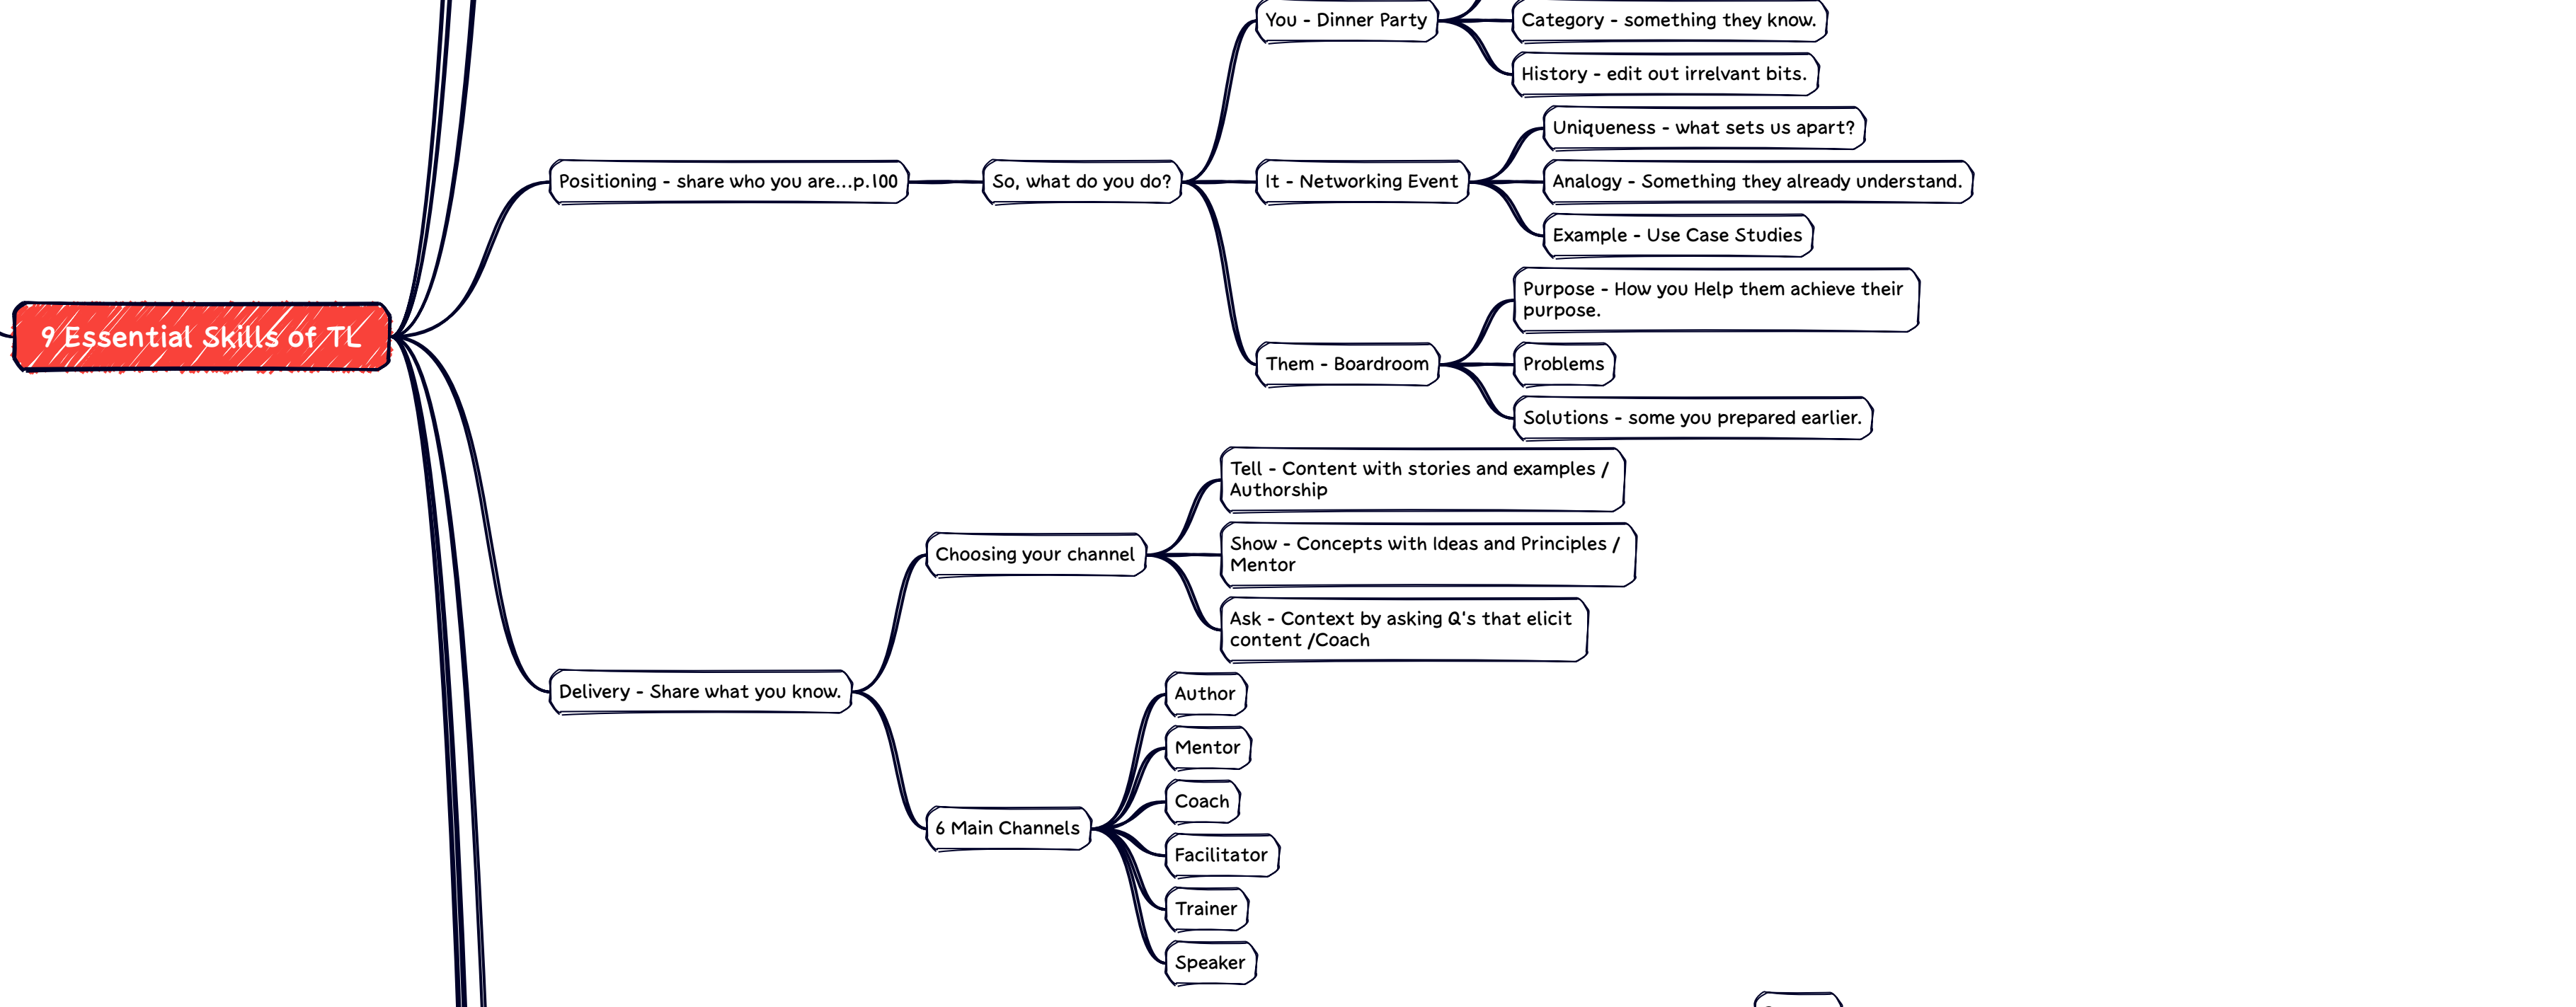 You - Dinner Party
Category - something they know.
History - edit out irrelvant bits.
Uniqueness - what sets us apart?
Positioning - share who you are...p.100
So, what do you do?
It - Networking Event
Analogy - Something they already understand.
Example - Use Case Studies
9 Essential Skills of TL
Purpose - How you Help them achieve their
purpose.
Them - Boardroom
Problems
Solutions - some you prepared earlier.
Tell - Content with stories and examples /
Authorship
Choosing your channel
Show - Concepts with Ideas and Principles /
Mentor
Ask - Context by asking Q's that elicit
content /Coach
Delivery - Share what you know.
Author
Mentor
Coach
6 Main Channels
Facilitator
Trainer
Speaker